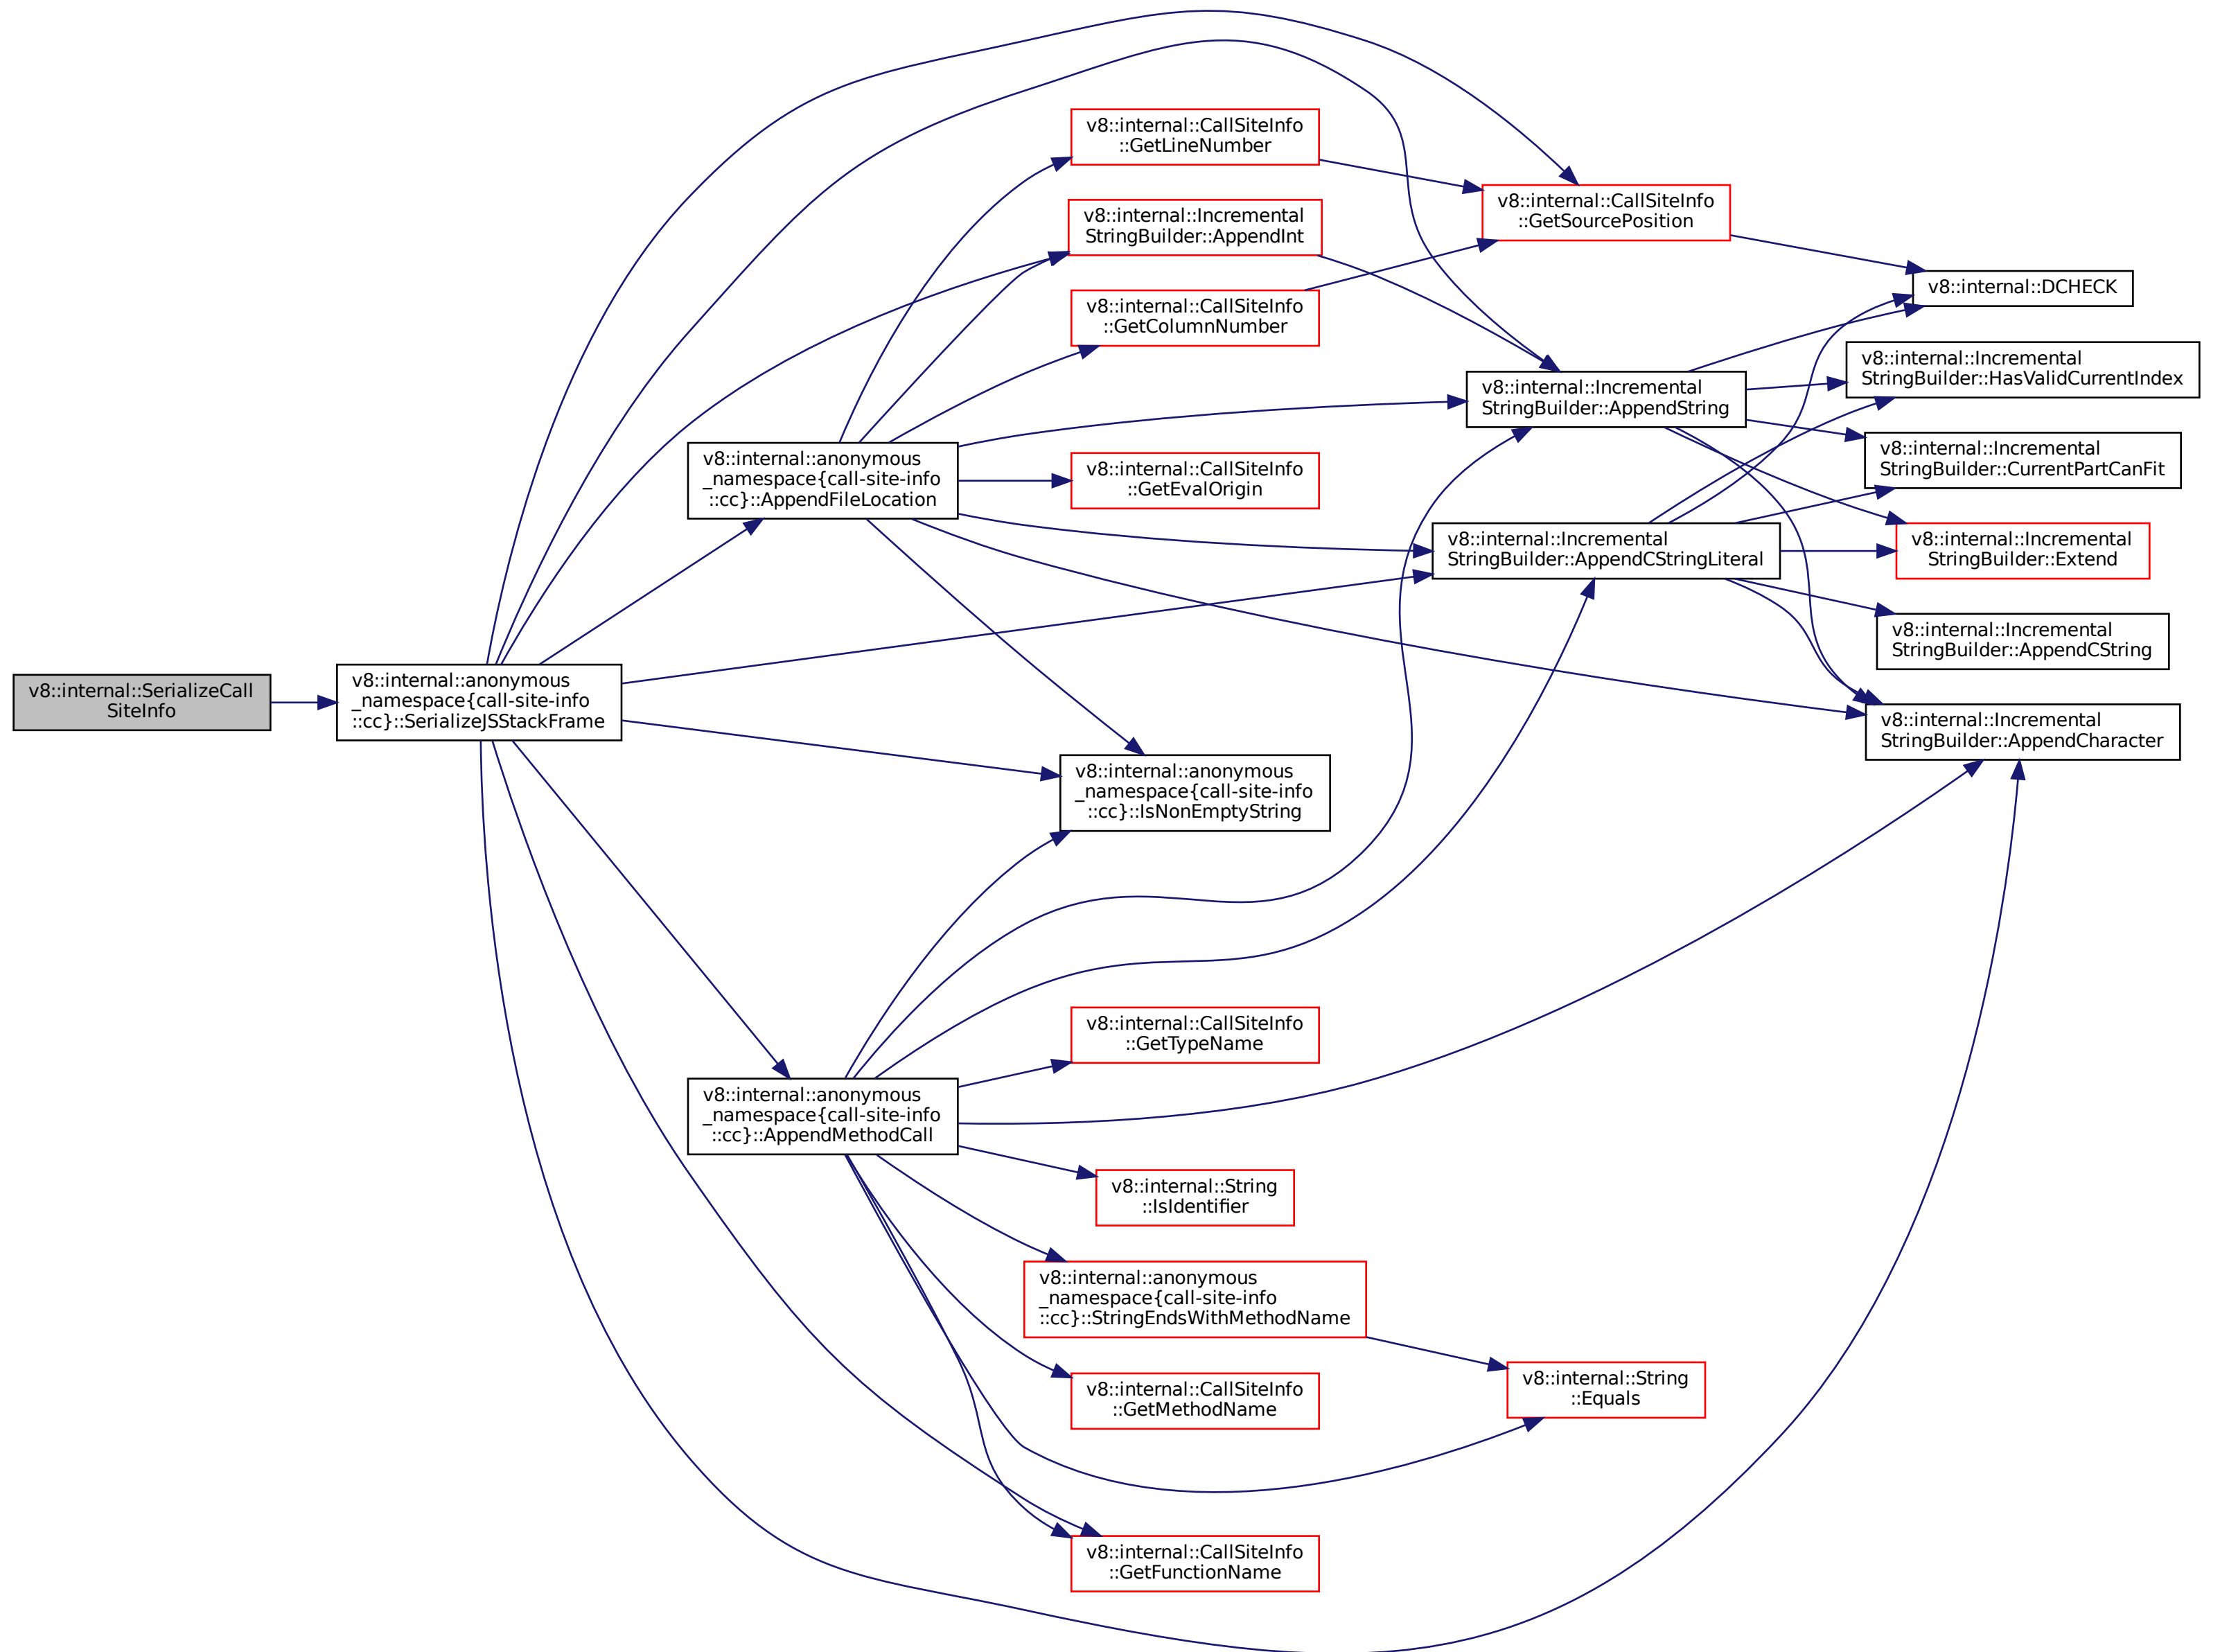 v8::internal::SerializeCall
SiteInfo
v8::internal::anonymous
_namespace{call-site-info
::cc}::SerializeJSStackFrame
v8::internal::anonymous
_namespace{call-site-info
::cc}::AppendFileLocation
v8::internal::anonymous
_namespace{call-site-info
::cc}::AppendMethodCall
v8::internal::CallSiteInfo
::GetLineNumber
v8::internal::Incremental
StringBuilder::AppendInt
v8::internal::CallSiteInfo
::GetColumnNumber
v8::internal::CallSiteInfo
::GetEvalOrigin
v8::internal::anonymous
_namespace{call-site-info
::cc}::IsNonEmptyString
v8::internal::CallSiteInfo
::GetTypeName
v8::internal::String
::IsIdentifier
v8::internal::anonymous
_namespace{call-site-info
::cc}::StringEndsWithMethodName
v8::internal::CallSiteInfo
::GetMethodName
v8::internal::CallSiteInfo
::GetFunctionName
v8::internal::CallSiteInfo
::GetSourcePosition
v8::internal::Incremental
StringBuilder::AppendString
v8::internal::Incremental
StringBuilder::AppendCStringLiteral
v8::internal::String
::Equals
v8::internal::DCHECK
v8::internal::Incremental
StringBuilder::HasValidCurrentIndex
v8::internal::Incremental
StringBuilder::CurrentPartCanFit
v8::internal::Incremental
StringBuilder::Extend
v8::internal::Incremental
StringBuilder::AppendCString
v8::internal::Incremental
StringBuilder::AppendCharacter